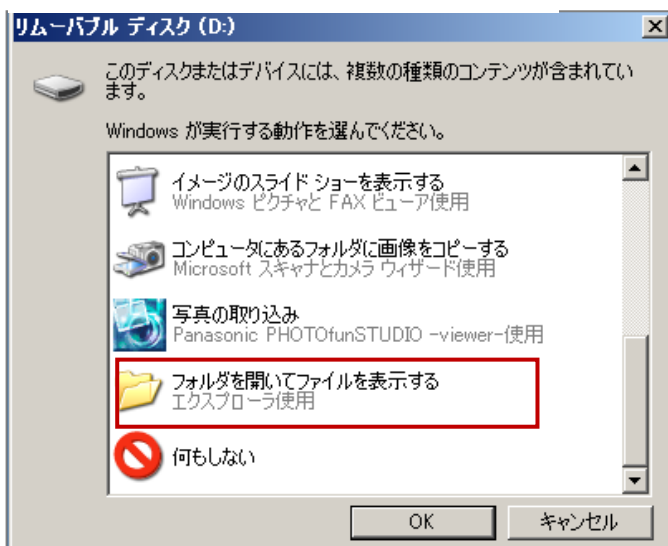 リムーバブル ディスク (D:)
このディスクまたはデバイスには、複数の種類のコンテンツが含まれてい
ます。
Windows が実行する動作を選んでください。
イメージのスライド ショーを表示する
Windows ピクチャと FAX ビューア使用
コンピュータにあるフォルダに画像をコピーする
Microsoft スキャナとカメラ ウィザード使用
写真の取り込み
Panasonic PHOTOfunSTUDIO -viewer-使用
フォルダを開いてファイルを表示する
エクスプローラ使用
何もしない
OK
キャンセル